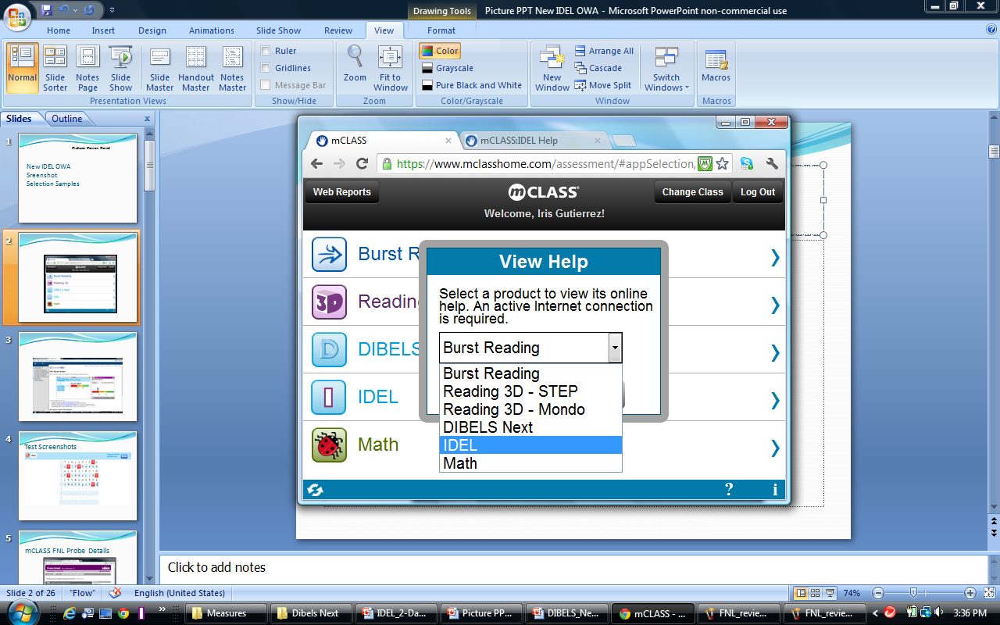 Drawing Tools
Picture PPT New IDEL OWA - Microsoft PowerPoint non-commercial use
Home Insert Design Animations Slide Show Review View Format
Ruler
Gridlines
Message Bar
Normal Slide Sorter Notes Page Slide Show Slide Master Handout Master Notes Master
Zoom Fit to Window
Color
Grayscale
Pure Black and White
New Window
Arrange All
Cascade
Move Split
Switch Windows
Macros
Presentation Views Show/Hide Zoom Color/Grayscale Window Macros
Slides Outline x
1
Picture Power Point
New IDEL OWA
Sreenshot
Selection Samples
2
3
4
Test Screenshots
5
mCLASS FNL Probe Details
mCLASS
mCLASS:IDEL Help
https://www.mclasshome.com/assessment/#appSelection,
Web Reports
mCLASS
Change Class
Log Out
Welcome, Iris Gutierrez!
Burst R
Reading
3D
DIBELS
D
IDEL
Math
View Help
Select a product to view its online
help. An active Internet connection
is required.
Burst Reading
Burst Reading
Reading 3D - STEP
Reading 3D - Mondo
DIBELS Next
IDEL
Math
? i
Click to add notes
Slide 2 of 26 "Flow" English (United States) 74%
Measures Dibels Next IDEL_2-Da... Picture PP... DIBELS_Ne... mCLASS - ... FNL_revie... FNL_revie... 3:36 PM